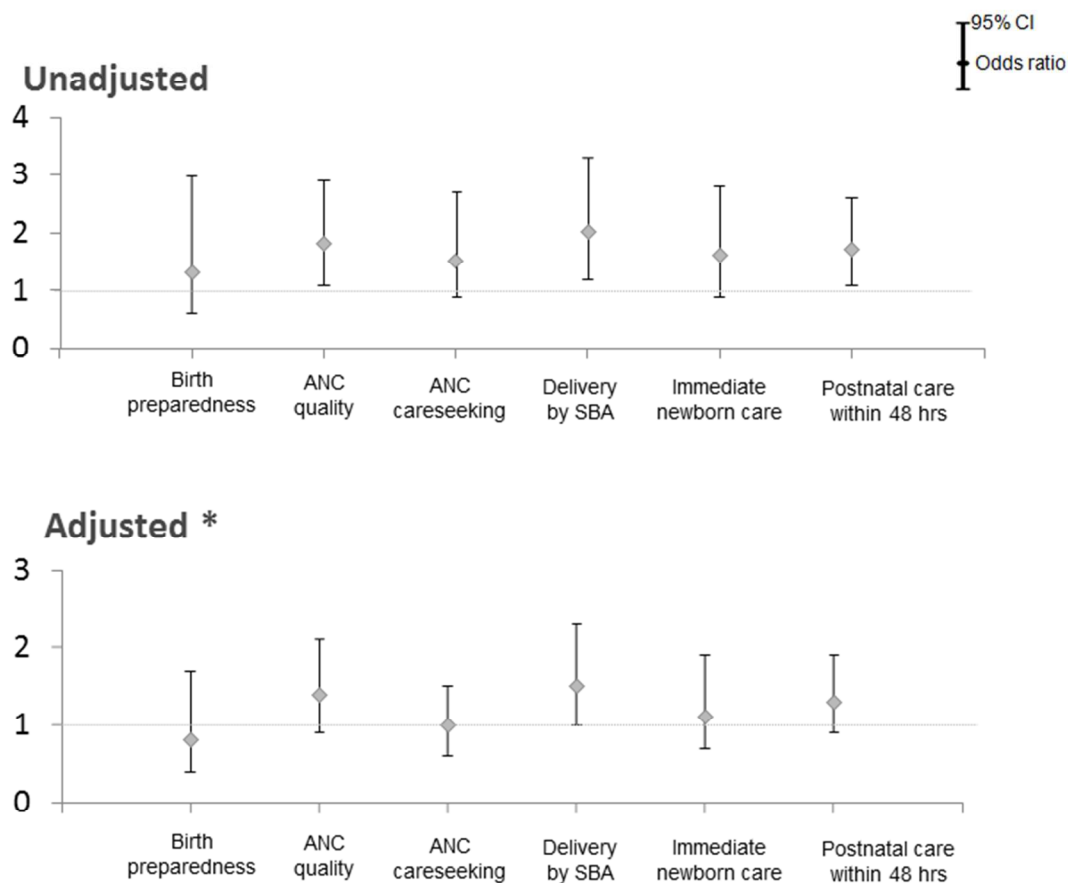 95% CI
Odds ratio
Unadjusted
4
3
2
1
0
Birth preparedness
ANC quality
ANC careseeking
Delivery by SBA
Immediate newborn care
Postnatal care within 48 hrs
Adjusted *
3
2
1
0
Birth preparedness
ANC quality
ANC careseeking
Delivery by SBA
Immediate newborn care
Postnatal care within 48 hrs